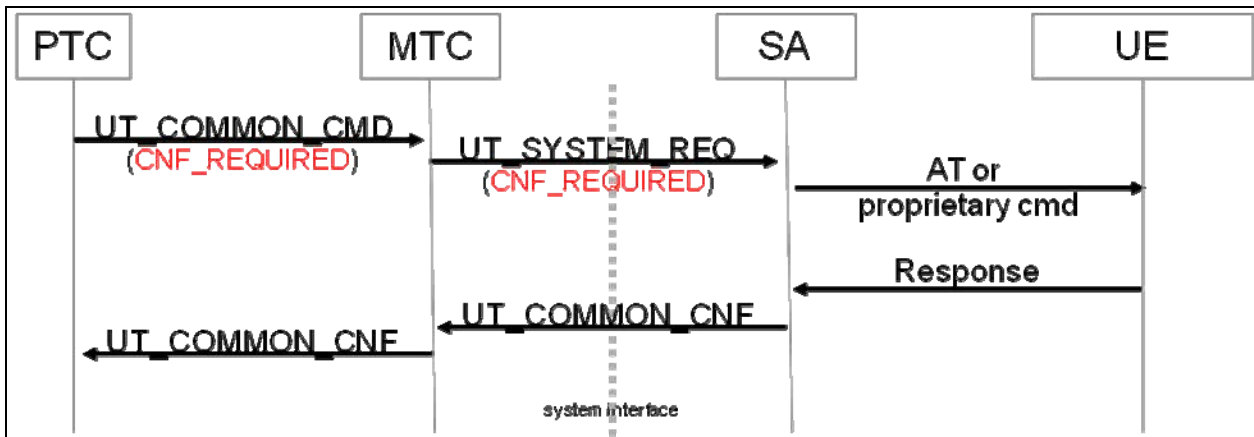 PTC
MTC
SA
UE
UT_COMMON_CMD
(CNF_REQUIRED)
UT_SYSTEM_REQ
(CNF_REQUIRED)
AT or
proprietary cmd
Response
UT_COMMON_CNF
UT_COMMON_CNF
system interface